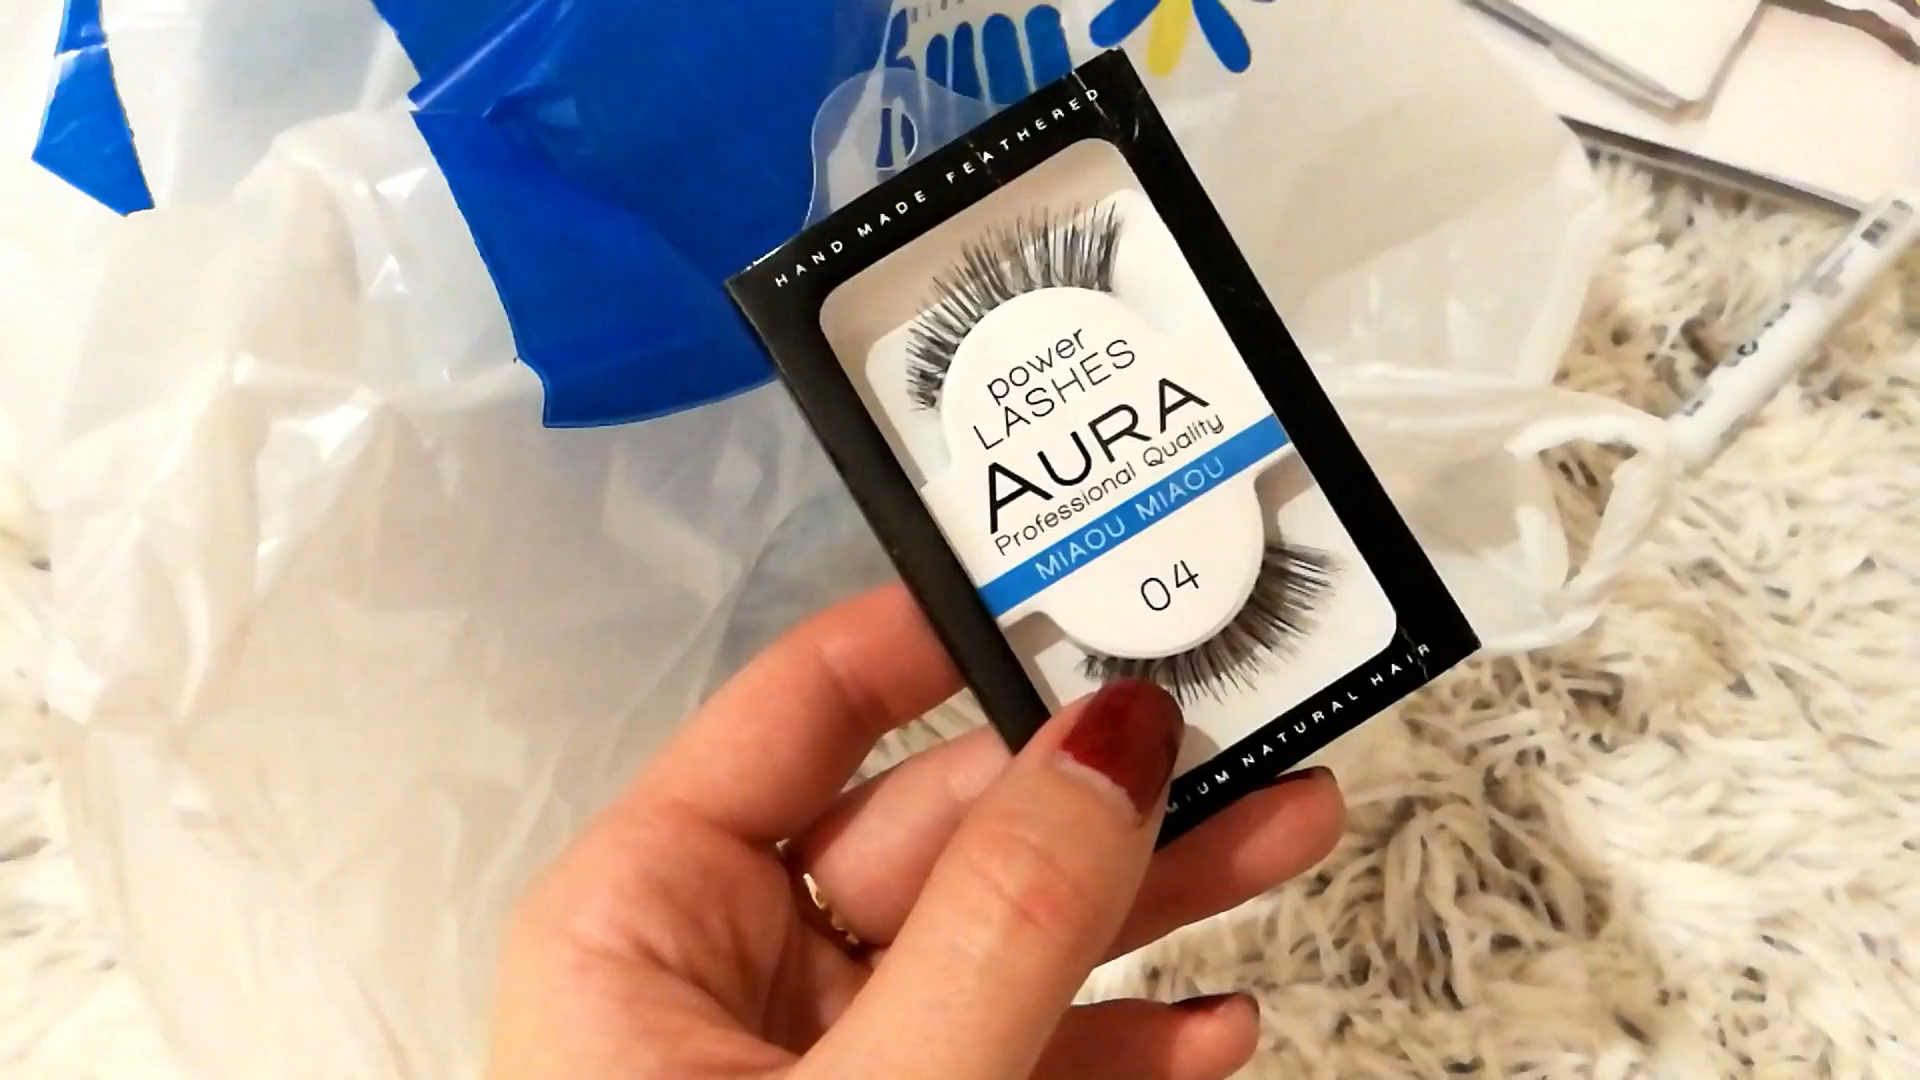 HAND MADE FEATHERED
power
LASHES
AURA
Professional Quality
MIAOU MIAOU
04
NATURAL HAIR